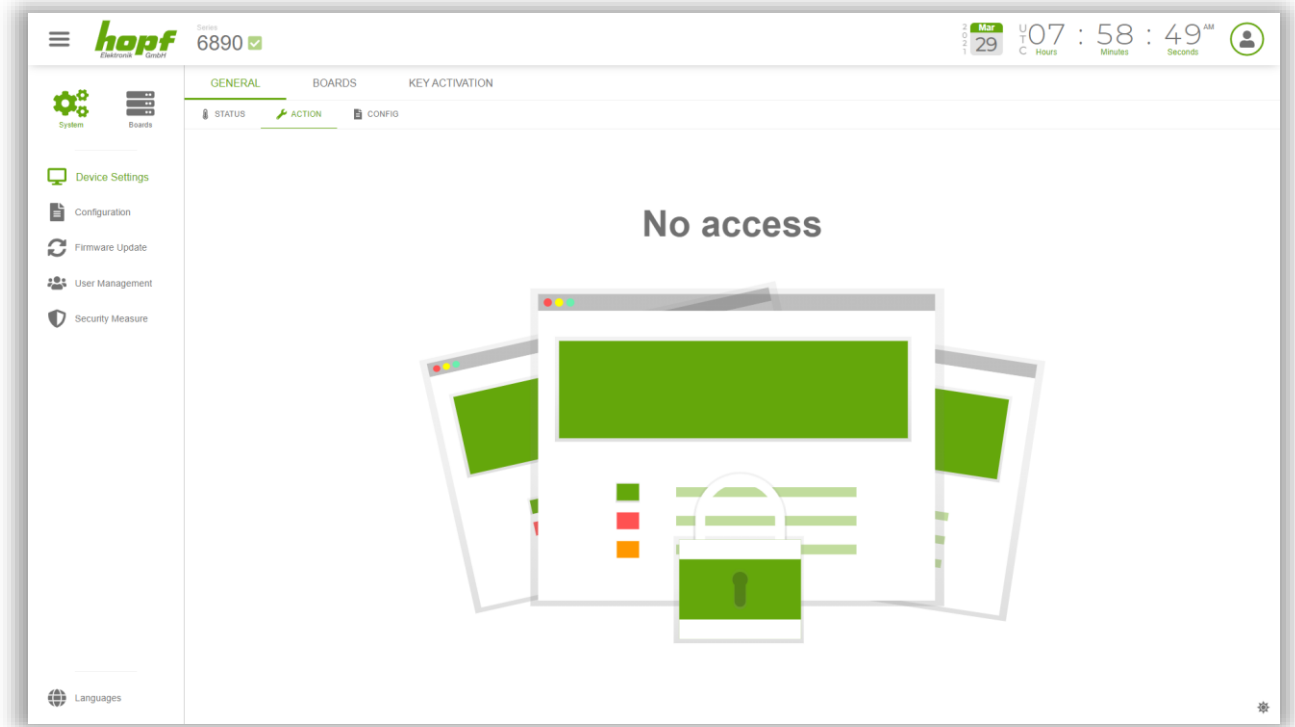 hopf
Elektronik GmbH
Series
6890
2021
Mar
29
UTC
07 : 58 : 49 AM
Hours Minutes Seconds
GENERAL BOARDS KEY ACTIVATION
STATUS ACTION CONFIG
System Boards
Device Settings
Configuration
Firmware Update
User Management
Security Measure
No access
Languages